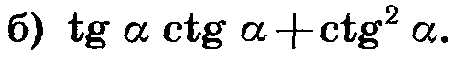 б) tg α ctg α + ctg² α.